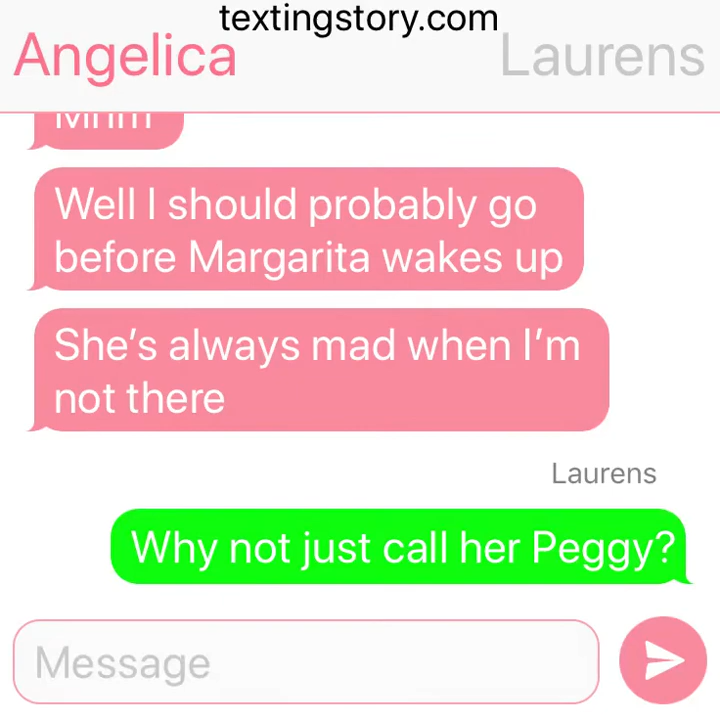 textingstory.com
Angelica Laurens
Well I should probably go
before Margarita wakes up
She’s always mad when I’m
not there
Laurens
Why not just call her Peggy?
Message